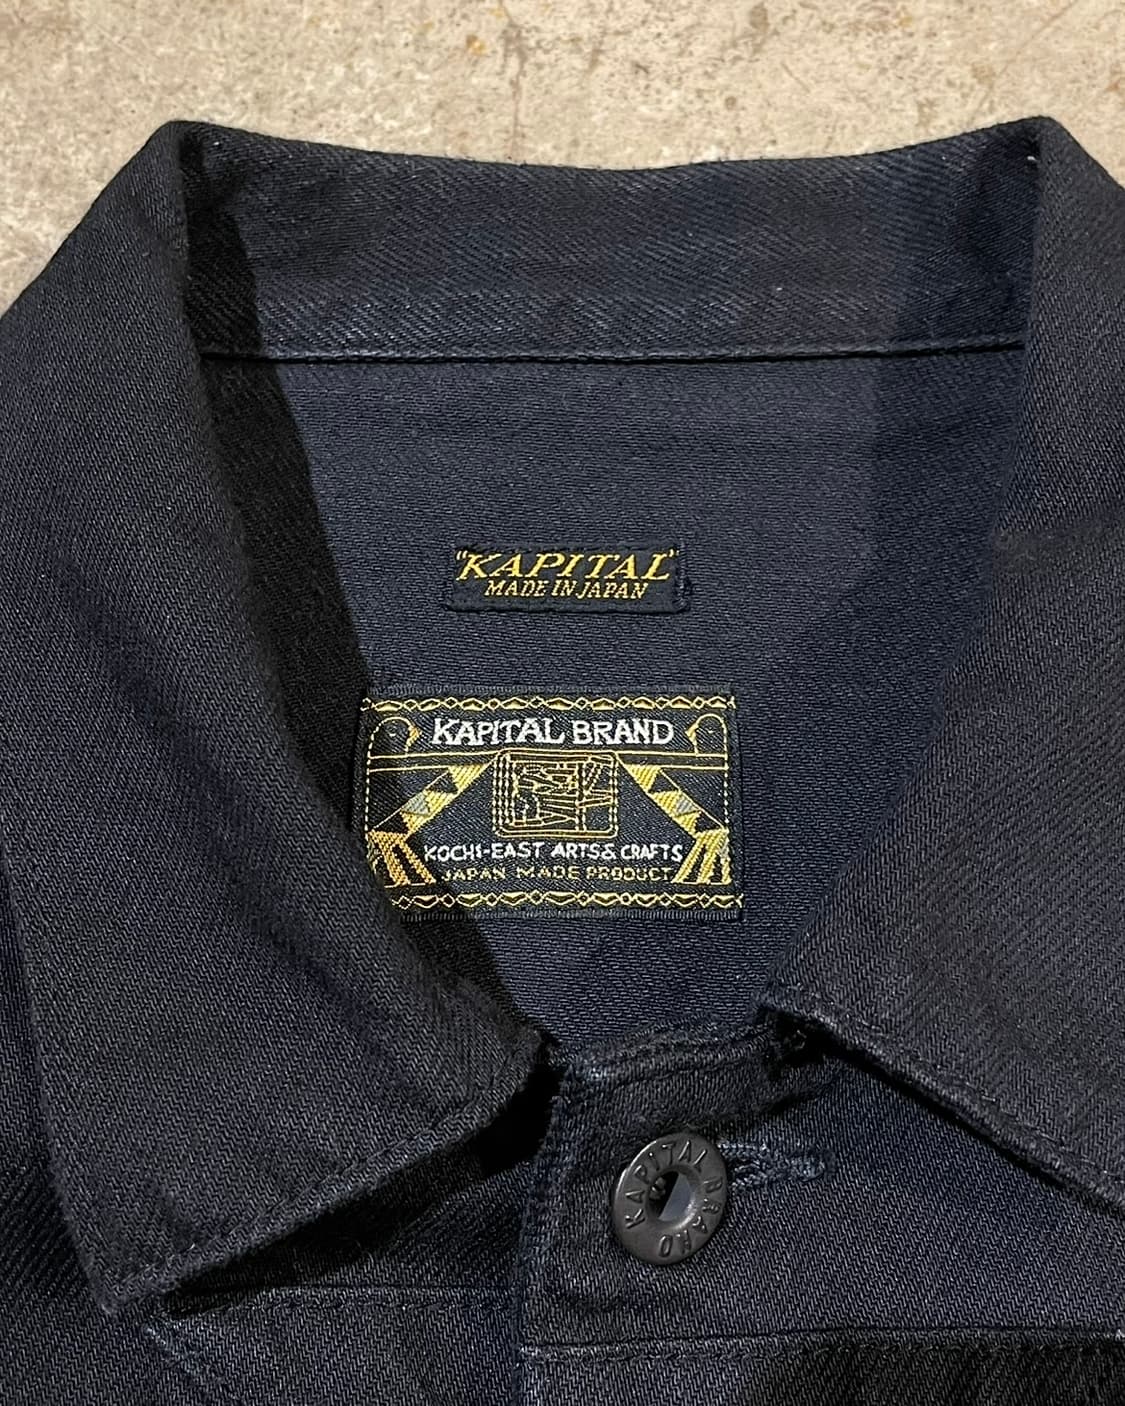 "KAPITAL"
MADE IN JAPAN
KAPITAL BRAND
KOCHI-EAST ARTS & CRAFTS
JAPAN MADE PRODUCT
KAPITAL BRAND